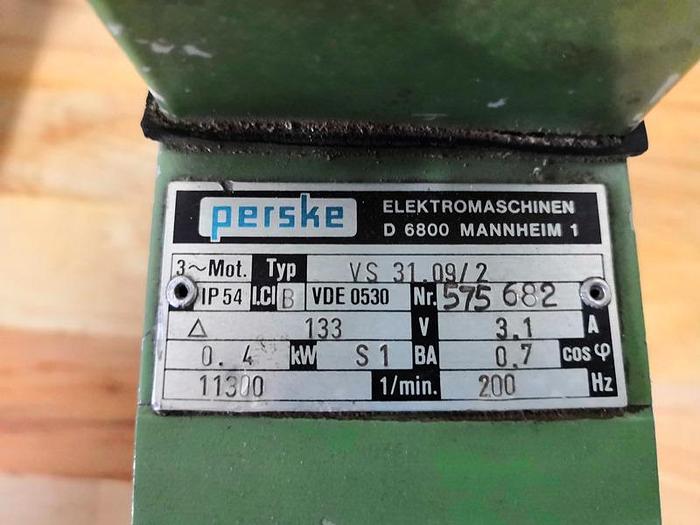 perske ELEKTROMASCHINEN
D 6800 MANNHEIM 1
3~Mot. Typ VS 31.09/2
IP 54 I.Cl B VDE 0530 Nr. 575 682
△ 133 V 3.1 A
0.4 kW S1 BA 0.7 cos φ
11300 1/min. 200 Hz